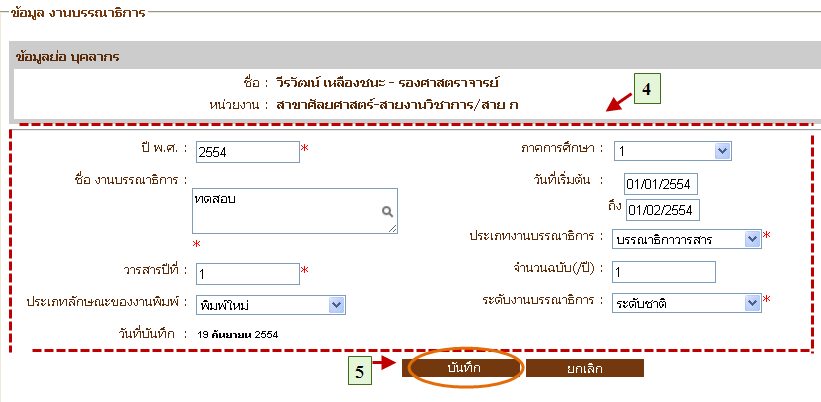 ข้อมูล งานบรรณาธิการ
ข้อมูลย่อ บุคลากร
ชื่อ : วีรวัฒน์ เหลืองชนะ - รองศาสตราจารย์
หน่วยงาน : สาขาศัลยศาสตร์-สายงานวิชาการ/สาย ก
4
ปี พ.ศ. : 2554 * ภาคการศึกษา : 1
ชื่อ งานบรรณาธิการ : ทดสอบ * วันที่เริ่มต้น : 01/01/2554
ถึง 01/02/2554
ประเภทงานบรรณาธิการ : บรรณาธิกาวารสาร *
วารสารปีที่ : 1 * จำนวนฉบับ(/ปี) : 1
ประเภทลักษณะของงานพิมพ์ : พิมพ์ใหม่ ระดับงานบรรณาธิการ : ระดับชาติ *
วันที่บันทึก : 19 กันยายน 2554
5 บันทึก ยกเลิก